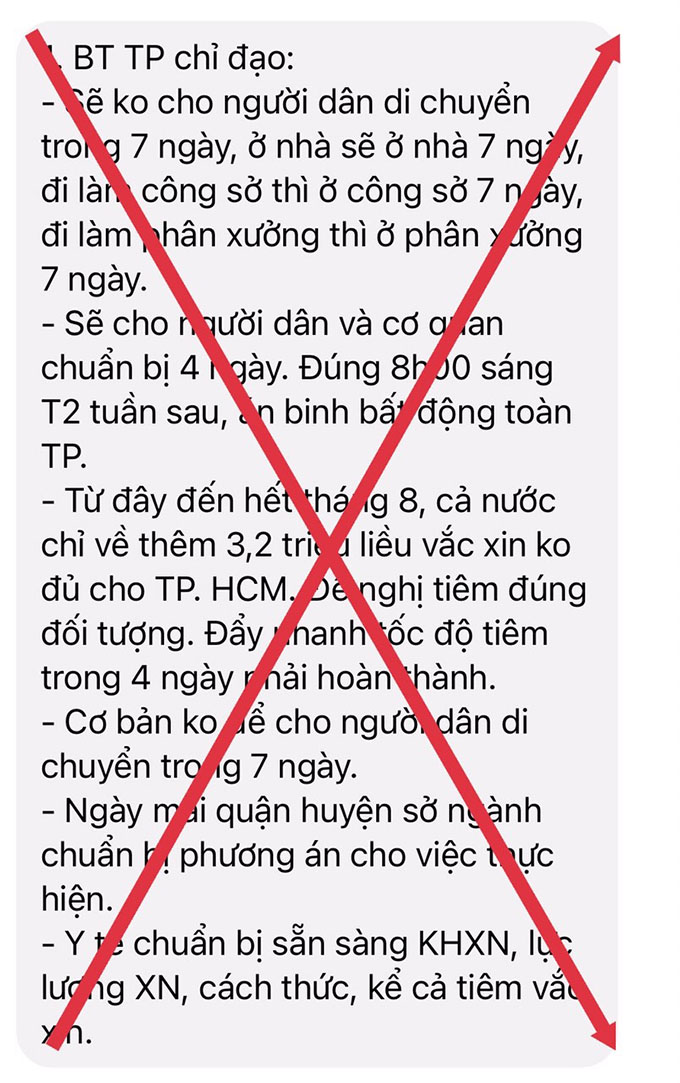 1. BT TP chỉ đạo:
- Sẽ ko cho người dân di chuyển
trong 7 ngày, ở nhà sẽ ở nhà 7 ngày,
đi làm công sở thì ở công sở 7 ngày,
đi làm phân xưởng thì ở phân xưởng
7 ngày.
- Sẽ cho người dân và cơ quan
chuẩn bị 4 ngày. Đúng 8h00 sáng
T2 tuần sau, án binh bất động toàn
TP.
- Từ đây đến hết tháng 8, cả nước
chỉ về thêm 3,2 triệu liều vắc xin ko
đủ cho TP. HCM. Đề nghị tiêm đúng
đối tượng. Đẩy nhanh tốc độ tiêm
trong 4 ngày phải hoàn thành.
- Cơ bản ko để cho người dân di
chuyển trong 7 ngày.
- Ngày mai quận huyện sở ngành
chuẩn bị phương án cho việc thực
hiện.
- Y tế chuẩn bị sẵn sàng KHXN, lực
lượng XN, cách thức, kể cả tiêm vắc
xin.